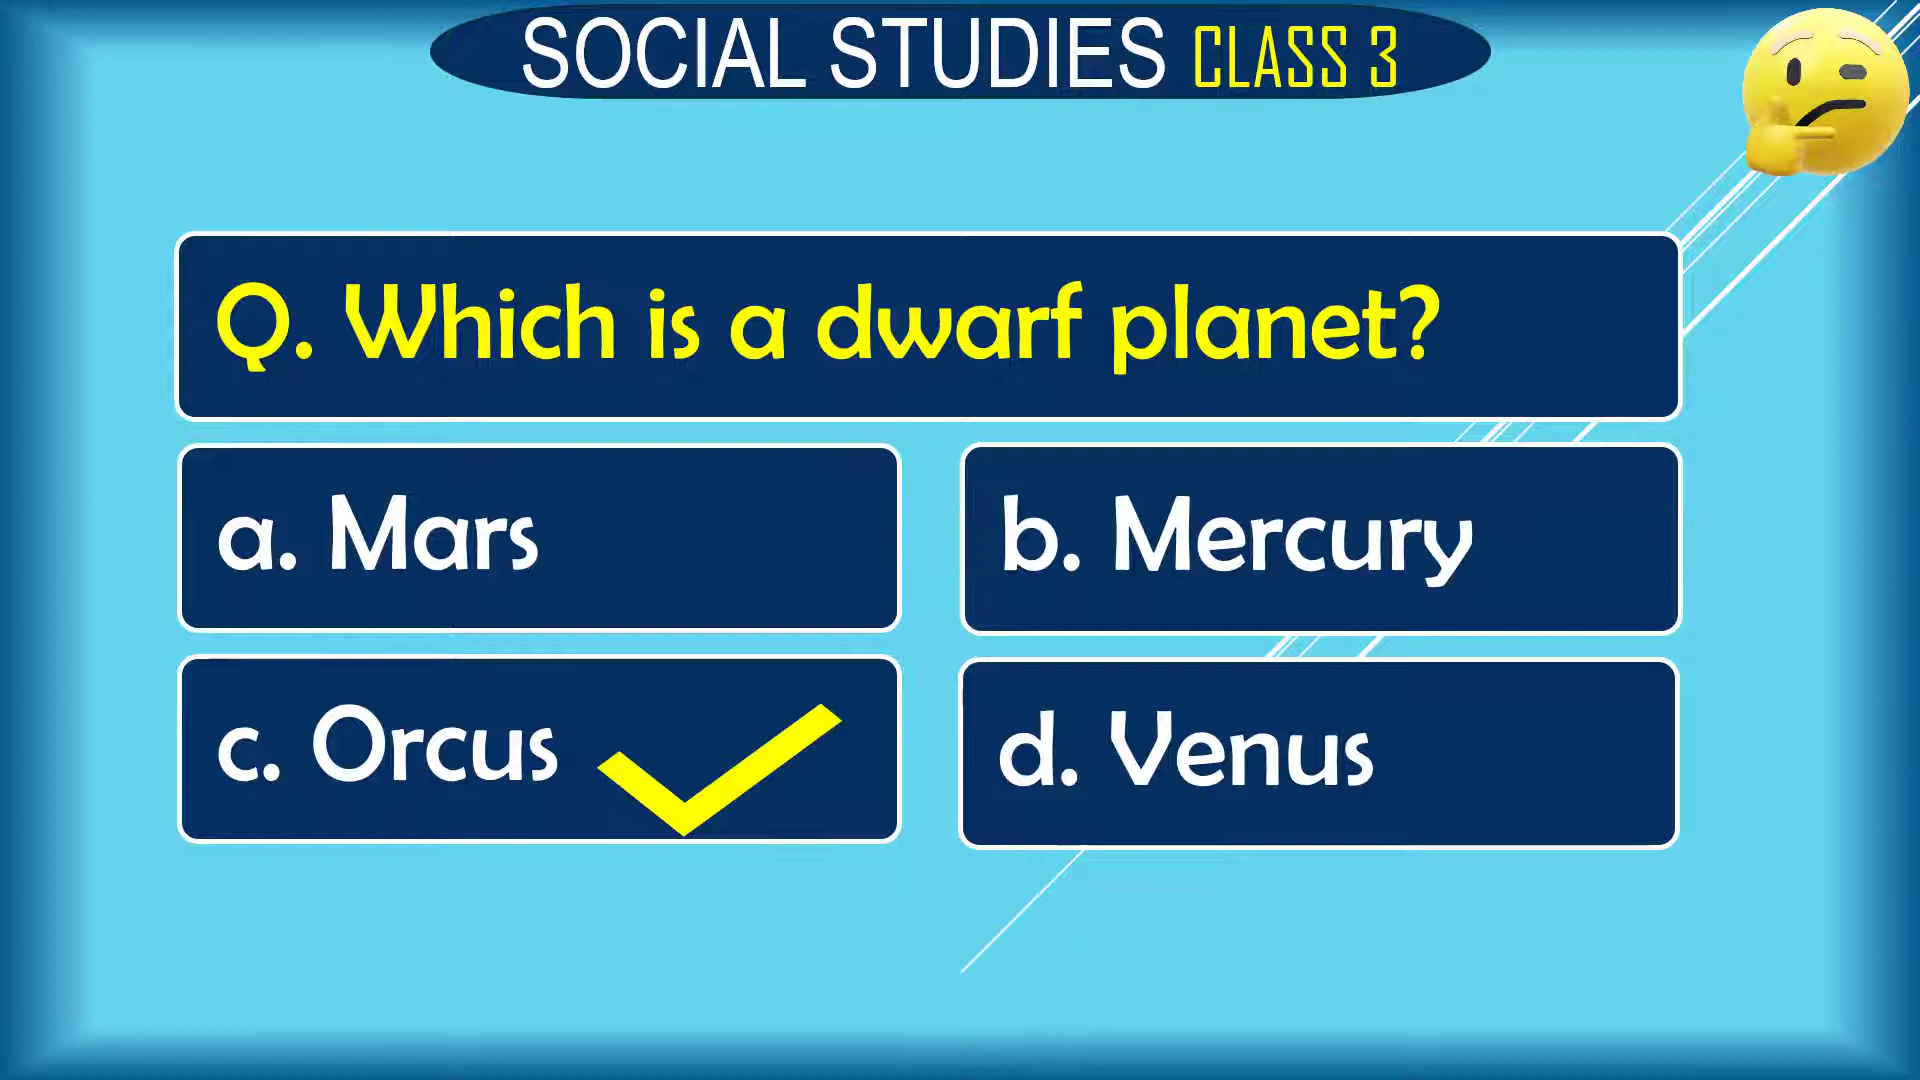 SOCIAL STUDIES CLASS 3
Q. Which is a dwarf planet?
a. Mars
b. Mercury
c. Orcus
d. Venus